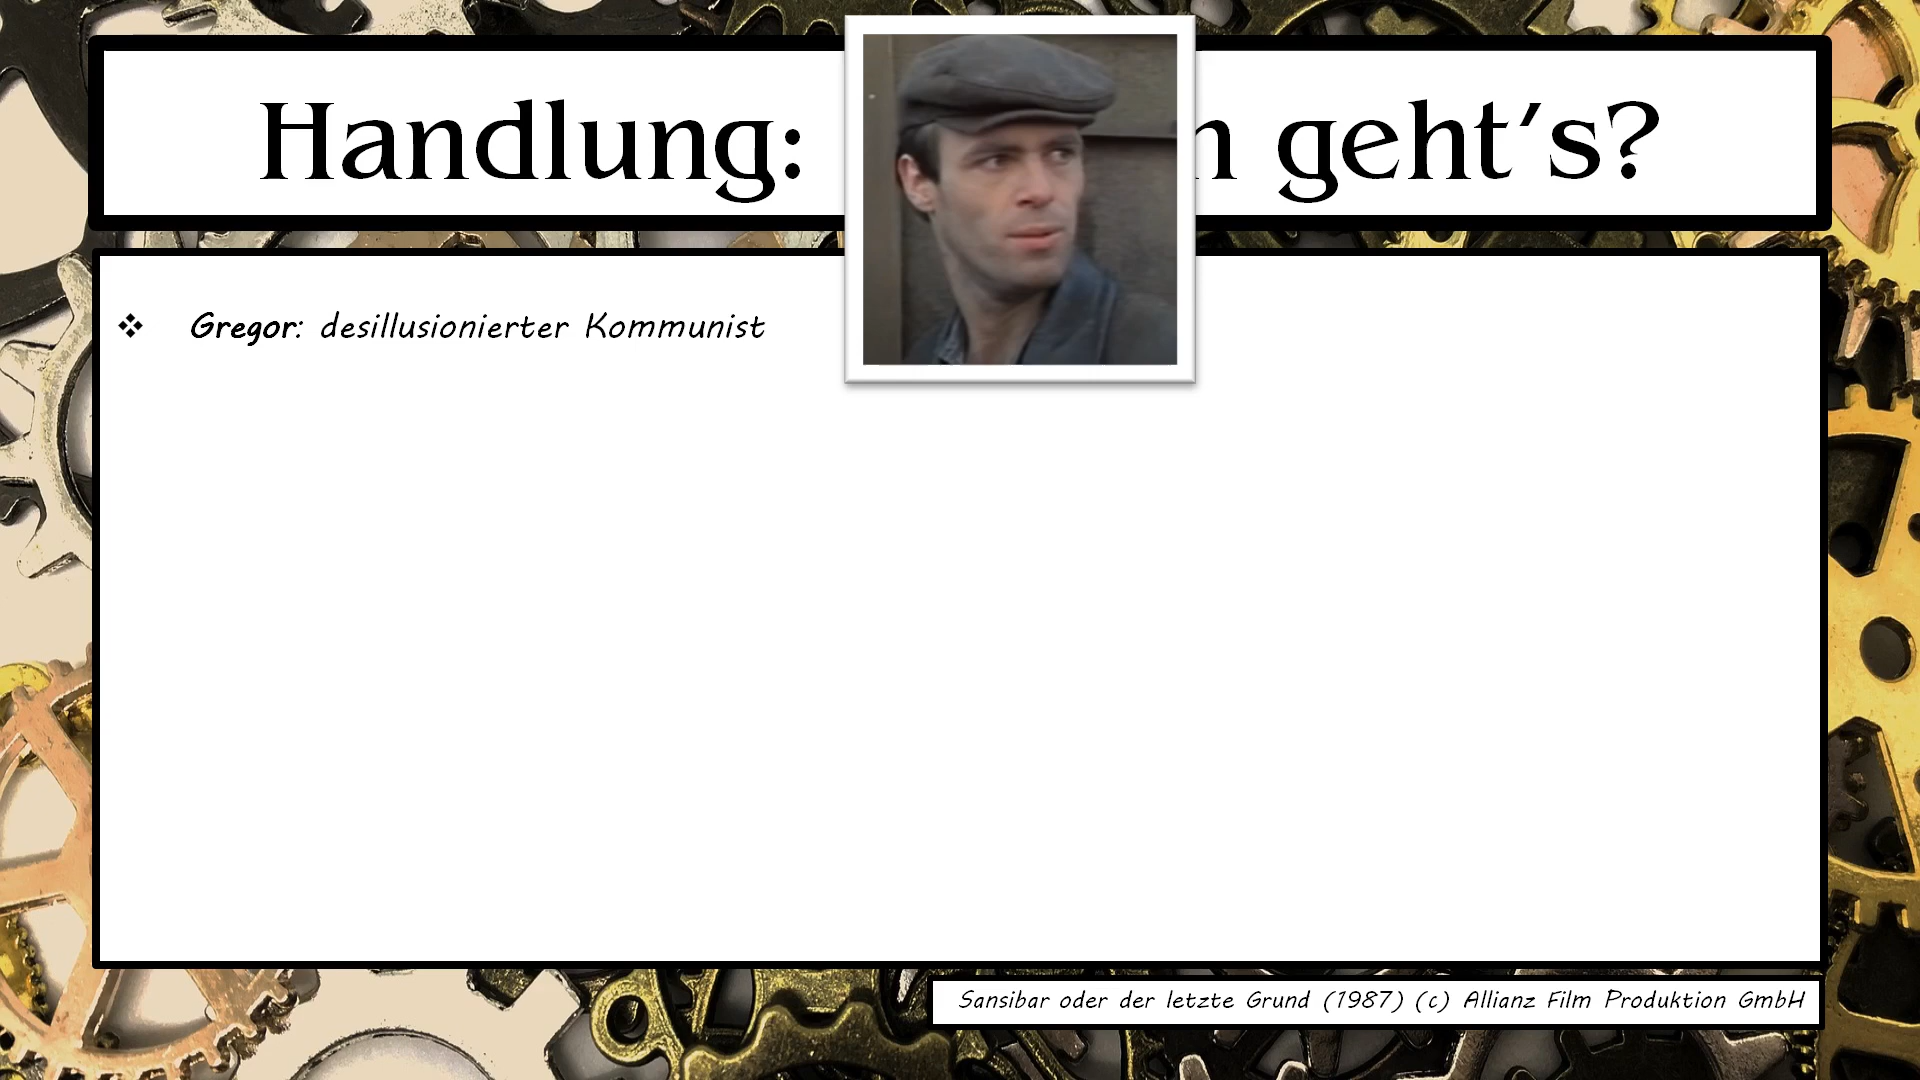 Handlung: n geht's?
Gregor: desillusionierter Kommunist
Sansibar oder der letzte Grund (1987) (c) Allianz Film Produktion GmbH